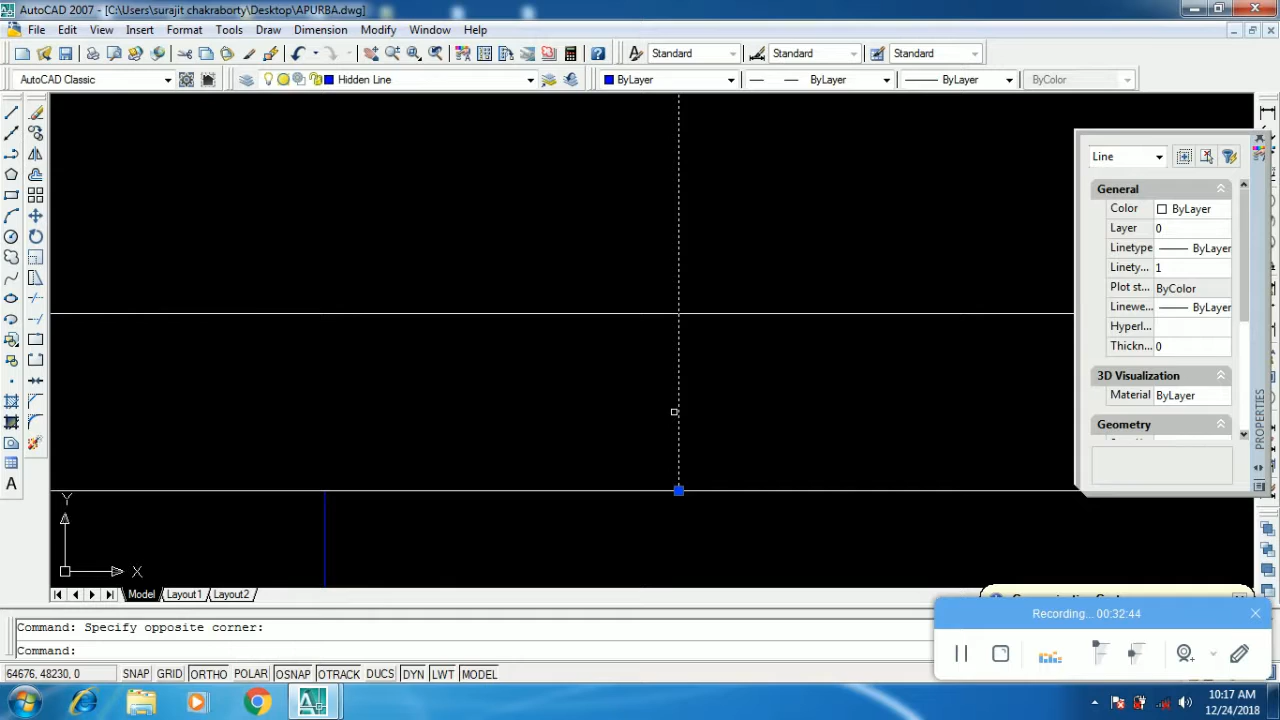 AutoCAD 2007 - [C:\Users\surajit chakraborty\Desktop\APURBA.dwg]
File Edit View Insert Format Tools Draw Dimension Modify Window Help
Standard Standard Standard
AutoCAD Classic Hidden Line ByLayer ByLayer ByLayer ByColor
Line
General
Color ByLayer
Layer 0
Linetype ByLayer
Linety... 1
Plot st... ByColor
Linewe... ByLayer
Hyperl...
Thickn... 0
3D Visualization
Material ByLayer
Geometry
PROPERTIES
Y
X
A
Model Layout1 Layout2
Command: Specify opposite corner:
Command:
Recording... 00:32:44
64676, 48230, 0 SNAP GRID ORTHO POLAR OSNAP OTRACK DUCS DYN LWT MODEL
10:17 AM
12/24/2018